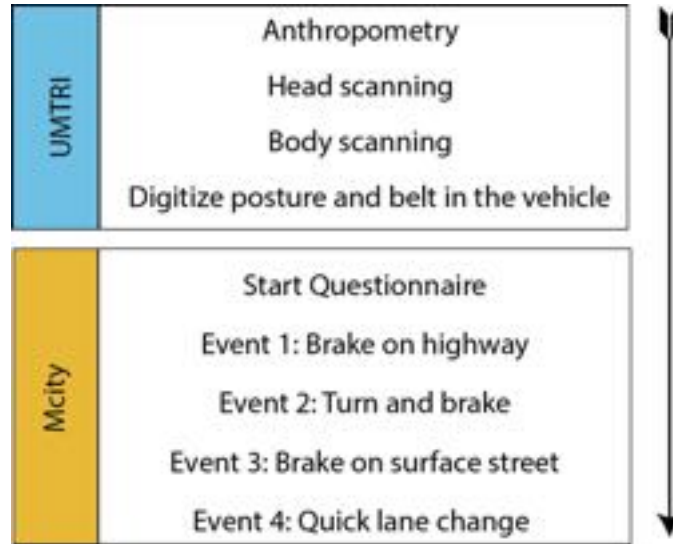 UMTRI
Anthropometry
Head scanning
Body scanning
Digitize posture and belt in the vehicle
Mcity
Start Questionnaire
Event 1: Brake on highway
Event 2: Turn and brake
Event 3: Brake on surface street
Event 4: Quick lane change